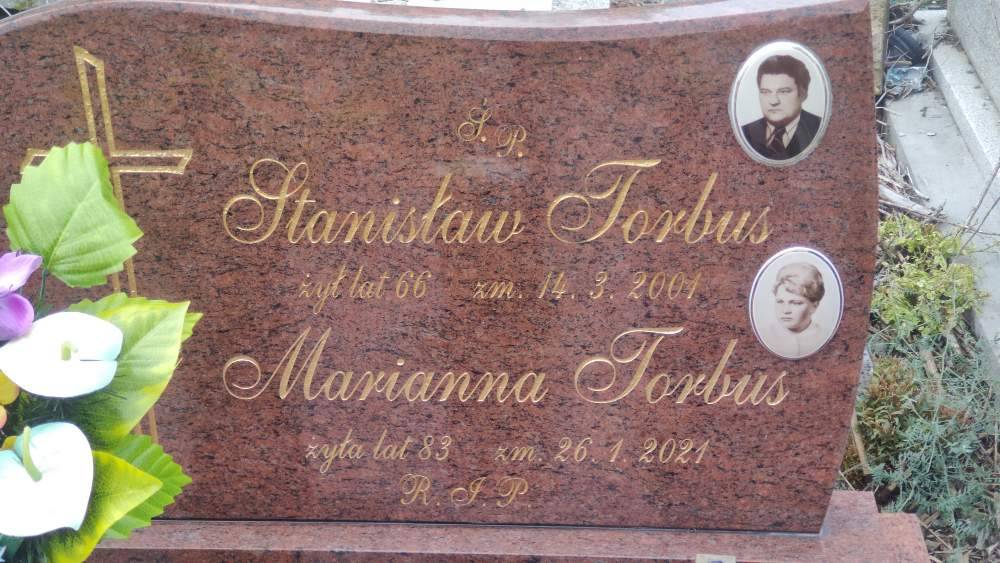 Ś. P.
Stanisław Torbus
żył lat 66 zm. 14. 3. 2001
Marianna Torbus
żyła lat 83 zm. 26. 1. 2021
R. I. P.